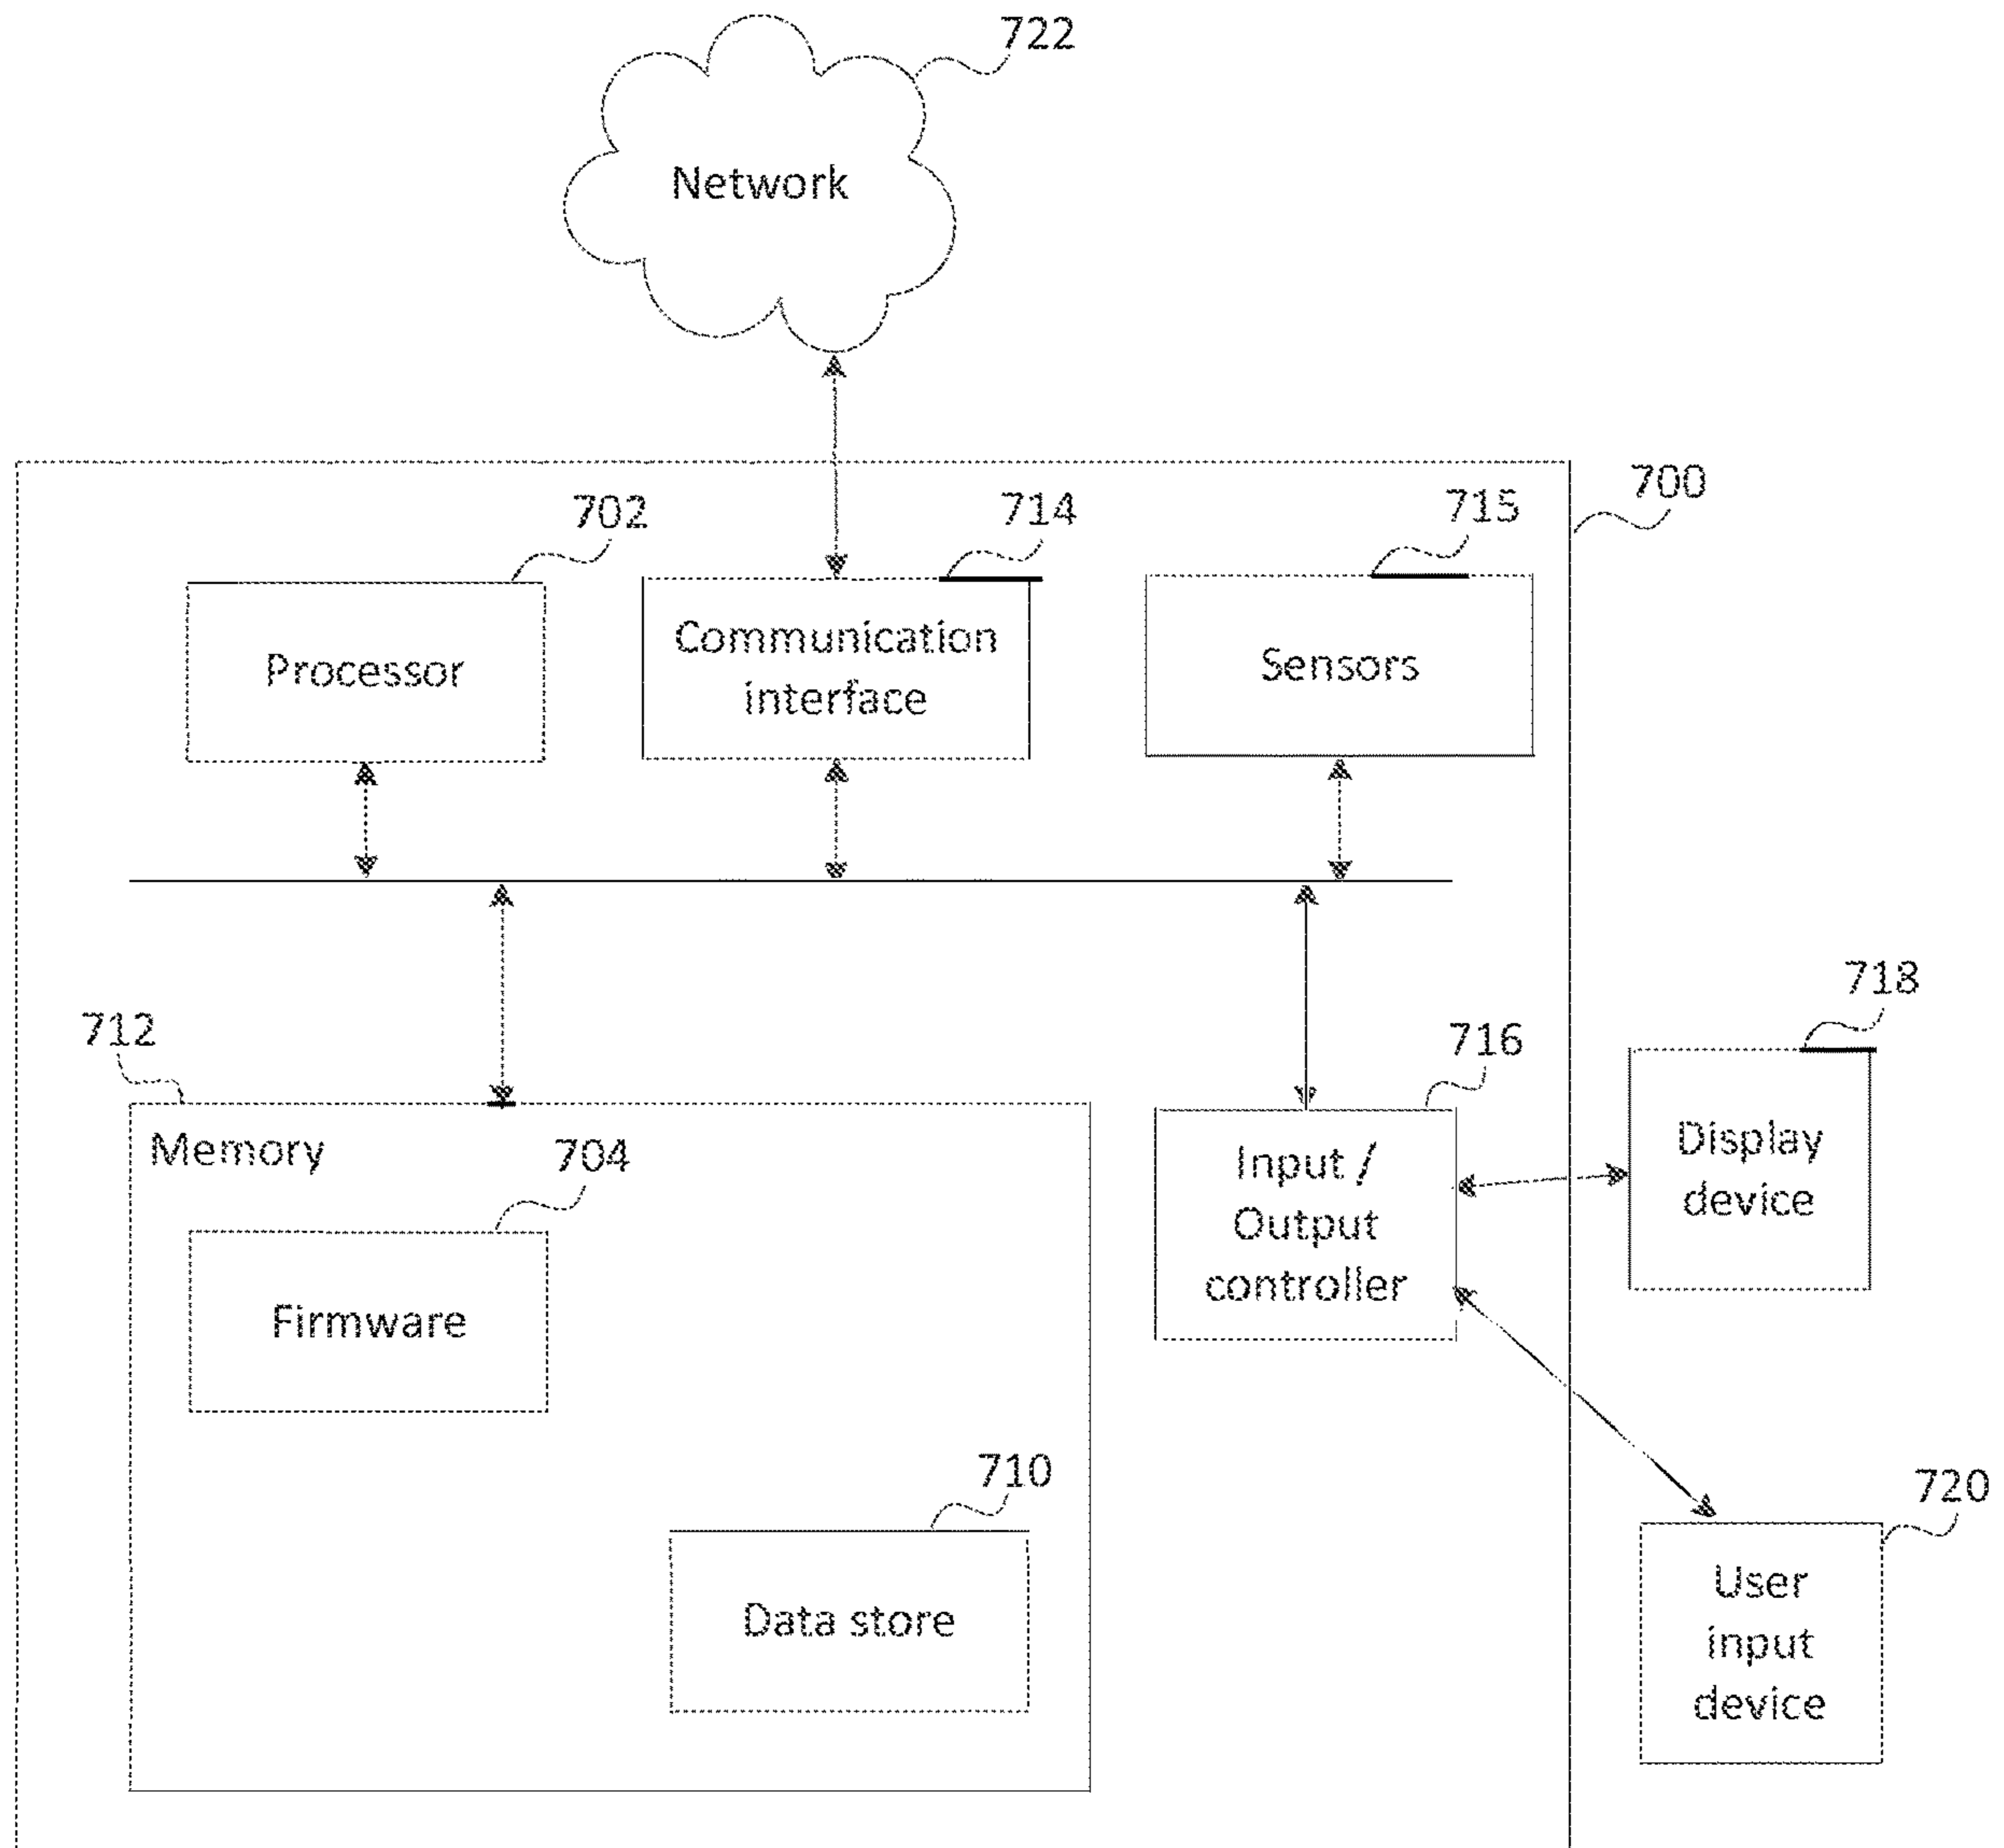 722
Network
700
702
714
715
Processor
Communication
interface
Sensors
712
716
718
Memory
704
Input /
Output
controller
Display
device
Firmware
710
720
Data store
User
input
device